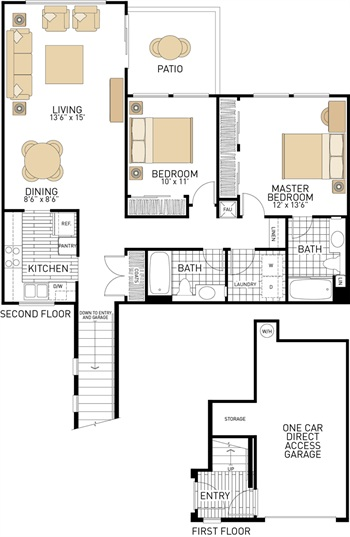 PATIO
LIVING
13'6" x 15'
BEDROOM
10' x 11'
MASTER
BEDROOM
12' x 13'6"
DINING
8'6" x 8'6"
FAU
REF.
PANTRY
LINEN
BATH
KITCHEN
D/W
COATS
BATH
LAUNDRY
W
D
LIN
SECOND FLOOR
DOWN TO ENTRY
AND GARAGE
W/H
STORAGE
ONE CAR
DIRECT
ACCESS
GARAGE
UP
ENTRY
FIRST FLOOR